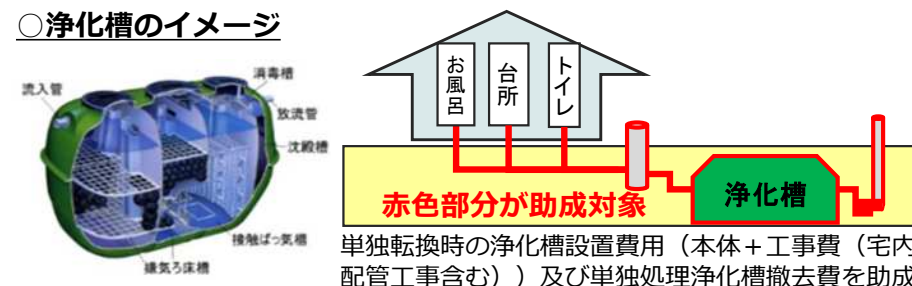 ○浄化槽のイメージ
消毒槽
流入管
放流管
沈殿槽
接触ばっ気槽
嫌気ろ床槽
お風呂
台所
トイレ
浄化槽
赤色部分が助成対象
単独転換時の浄化槽設置費用（本体＋工事費（宅内
配管工事含む））及び単独処理浄化槽撤去費を助成